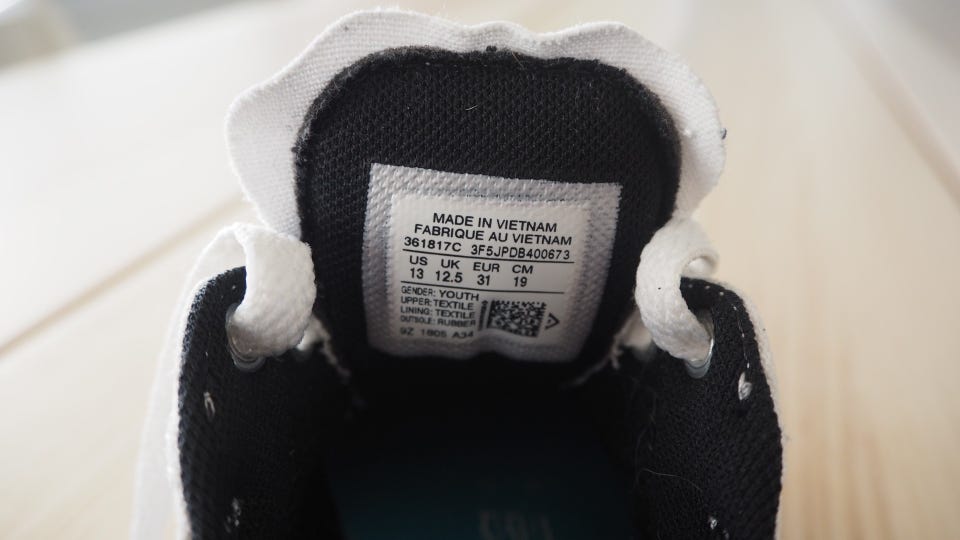 MADE IN VIETNAM
FABRIQUE AU VIETNAM
361817C 3F5JPDB400673
US UK EUR CM
13 12.5 31 19
GENDER: YOUTH
UPPER: TEXTILE
LINING: TEXTILE
OUTSOLE: RUBBER
9Z 1805 A34